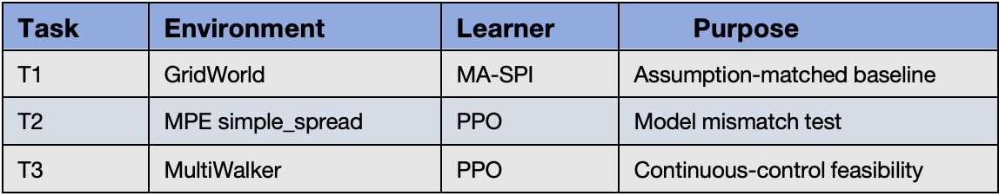 Task Environment Learner Purpose
T1 GridWorld MA-SPI Assumption-matched baseline
T2 MPE simple_spread PPO Model mismatch test
T3 MultiWalker PPO Continuous-control feasibility